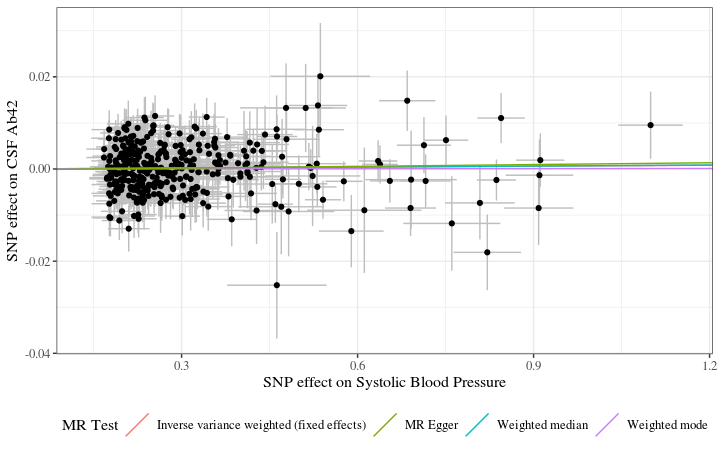 SNP effect on CSF Ab42
0.02
0.00
-0.02
-0.04
0.3 0.6 0.9 1.2
SNP effect on Systolic Blood Pressure
MR Test Inverse variance weighted (fixed effects) MR Egger Weighted median Weighted mode